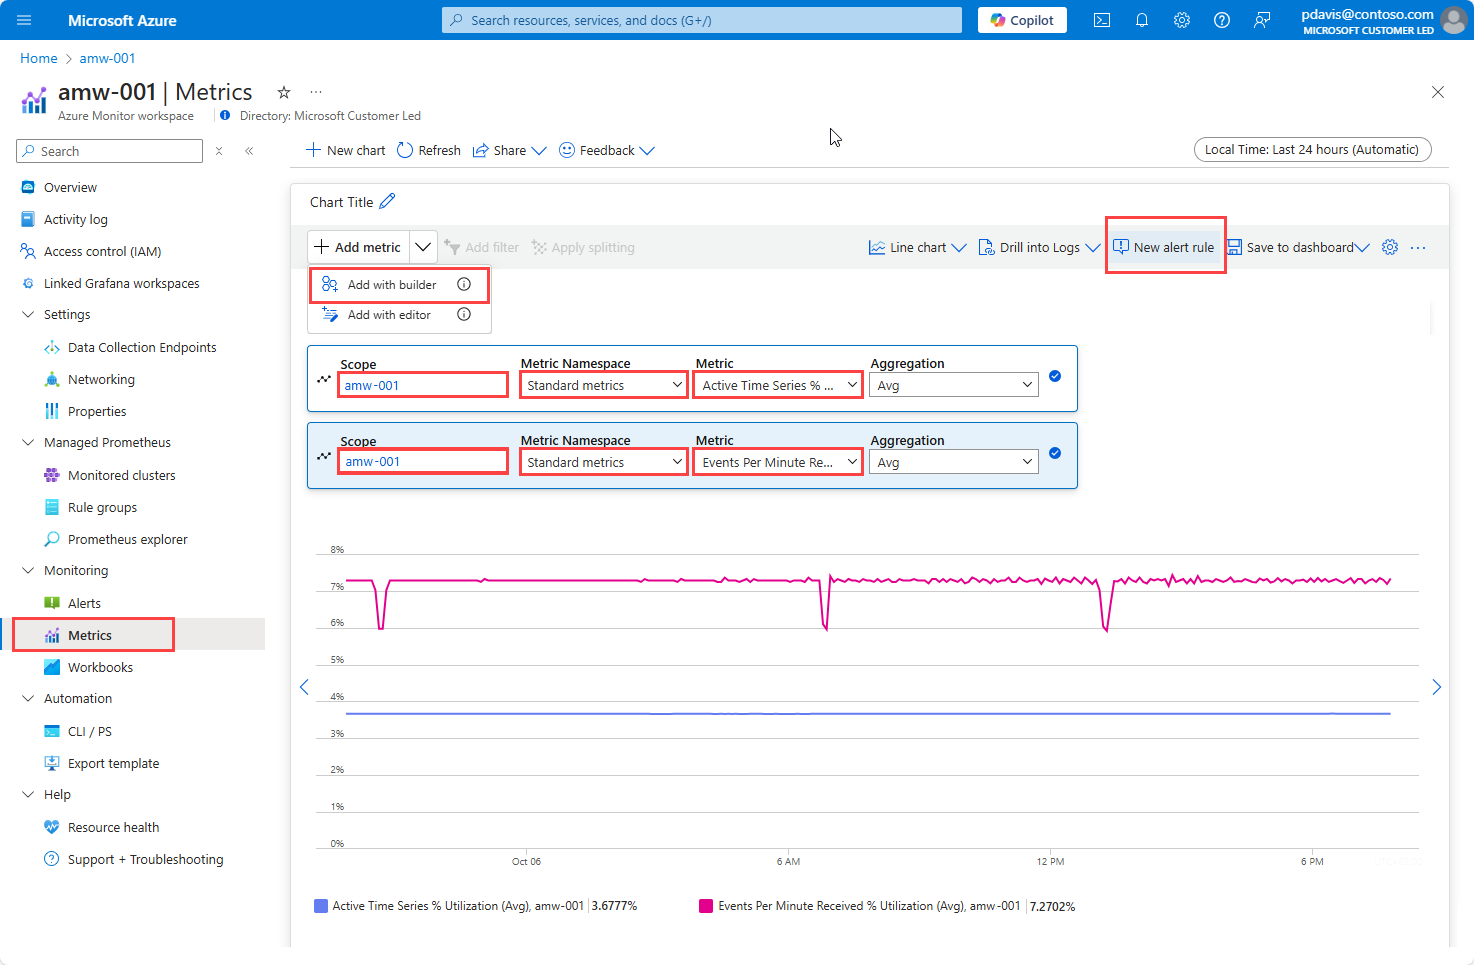 Microsoft Azure
Search resources, services, and docs (G+/)
Copilot
pdavis@contoso.com
MICROSOFT CUSTOMER LED
Home > amw-001
amw-001 | Metrics
Azure Monitor workspace
Directory: Microsoft Customer Led
Search
New chart
Refresh
Share
Feedback
Local Time: Last 24 hours (Automatic)
Overview
Activity log
Access control (IAM)
Linked Grafana workspaces
Settings
Data Collection Endpoints
Networking
Properties
Managed Prometheus
Monitored clusters
Rule groups
Prometheus explorer
Monitoring
Alerts
Metrics
Workbooks
Automation
CLI / PS
Export template
Help
Resource health
Support + Troubleshooting
Chart Title
Add metric
Add filter
Apply splitting
Line chart
Drill into Logs
New alert rule
Save to dashboard
Add with builder
Add with editor
Scope
Metric Namespace
Metric
Aggregation
amw-001
Standard metrics
Active Time Series % ...
Avg
Scope
Metric Namespace
Metric
Aggregation
amw-001
Standard metrics
Events Per Minute Re...
Avg
8%
7%
6%
5%
4%
3%
2%
1%
0%
Oct 06
6 AM
12 PM
6 PM
Active Time Series % Utilization (Avg), amw-001 | 3.6777%
Events Per Minute Received % Utilization (Avg), amw-001 | 7.2702%